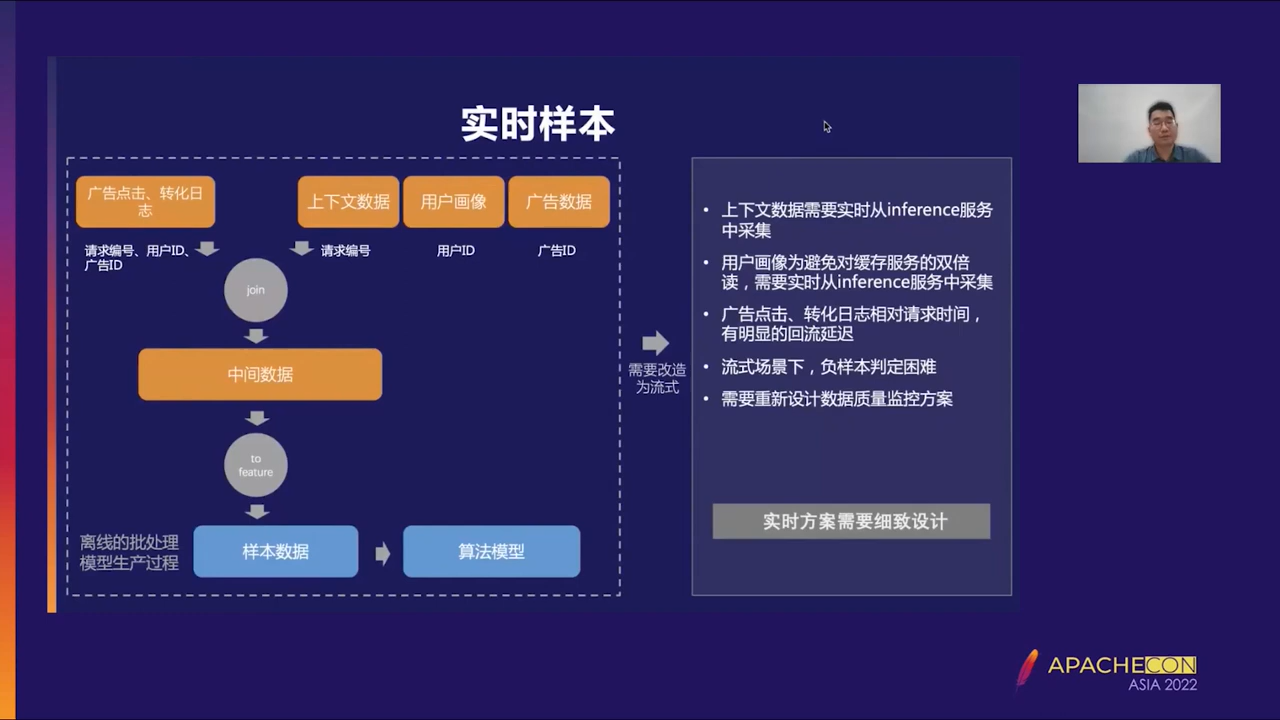 实时样本
广告点击、转化日
志
上下文数据
用户画像
广告数据
请求编号、用户ID、
广告ID
请求编号
用户ID
广告ID
join
中间数据
to
feature
离线的批处理
模型生产过程
样本数据
算法模型
需要改造
为流式
• 上下文数据需要实时从inference服务
中采集
• 用户画像为避免对缓存服务的双倍
读，需要实时从inference服务中采集
• 广告点击、转化日志相对请求时间，
有明显的回流延迟
• 流式场景下，负样本判定困难
• 需要重新设计数据质量监控方案
实时方案需要细致设计
APACHECON
ASIA 2022